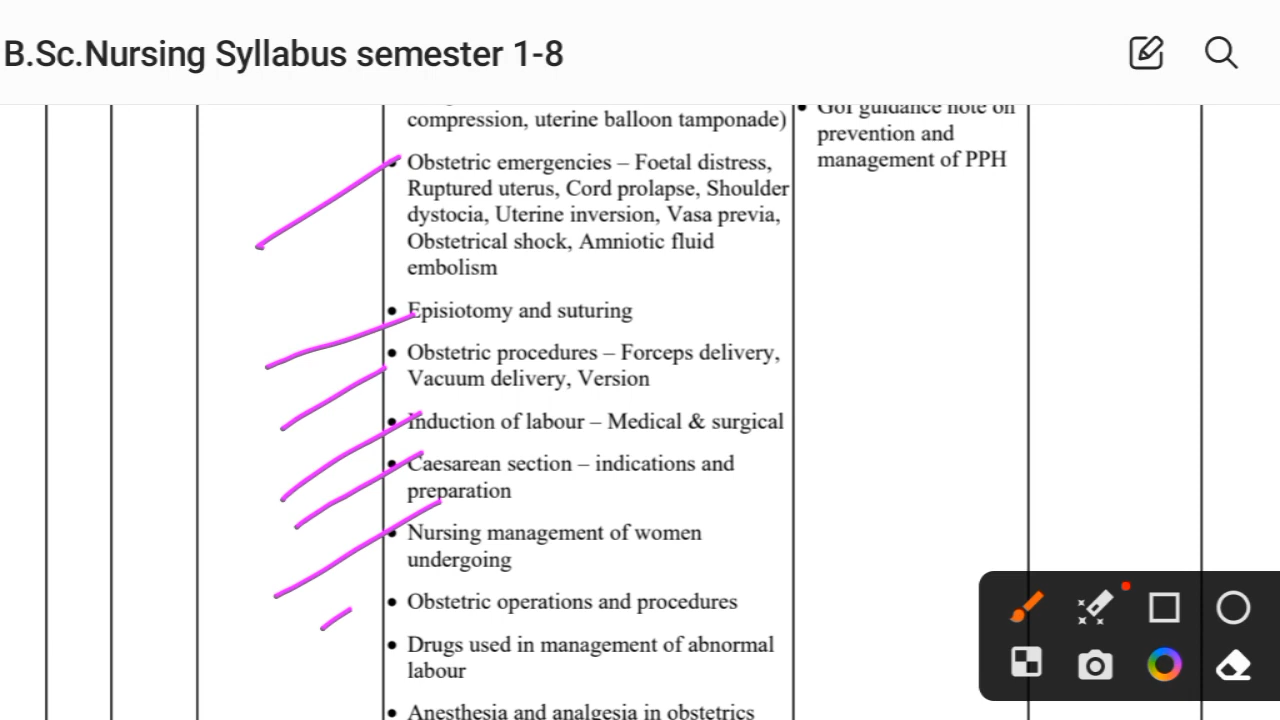 B.Sc.Nursing Syllabus semester 1-8
compression, uterine balloon tamponade)
• Obstetric emergencies – Foetal distress,
Ruptured uterus, Cord prolapse, Shoulder
dystocia, Uterine inversion, Vasa previa,
Obstetrical shock, Amniotic fluid
embolism
• Episiotomy and suturing
• Obstetric procedures – Forceps delivery,
Vacuum delivery, Version
• Induction of labour – Medical & surgical
• Caesarean section – indications and
preparation
• Nursing management of women
undergoing
• Obstetric operations and procedures
• Drugs used in management of abnormal
labour
• Anesthesia and analgesia in obstetrics
• GoI guidance note on
prevention and
management of PPH